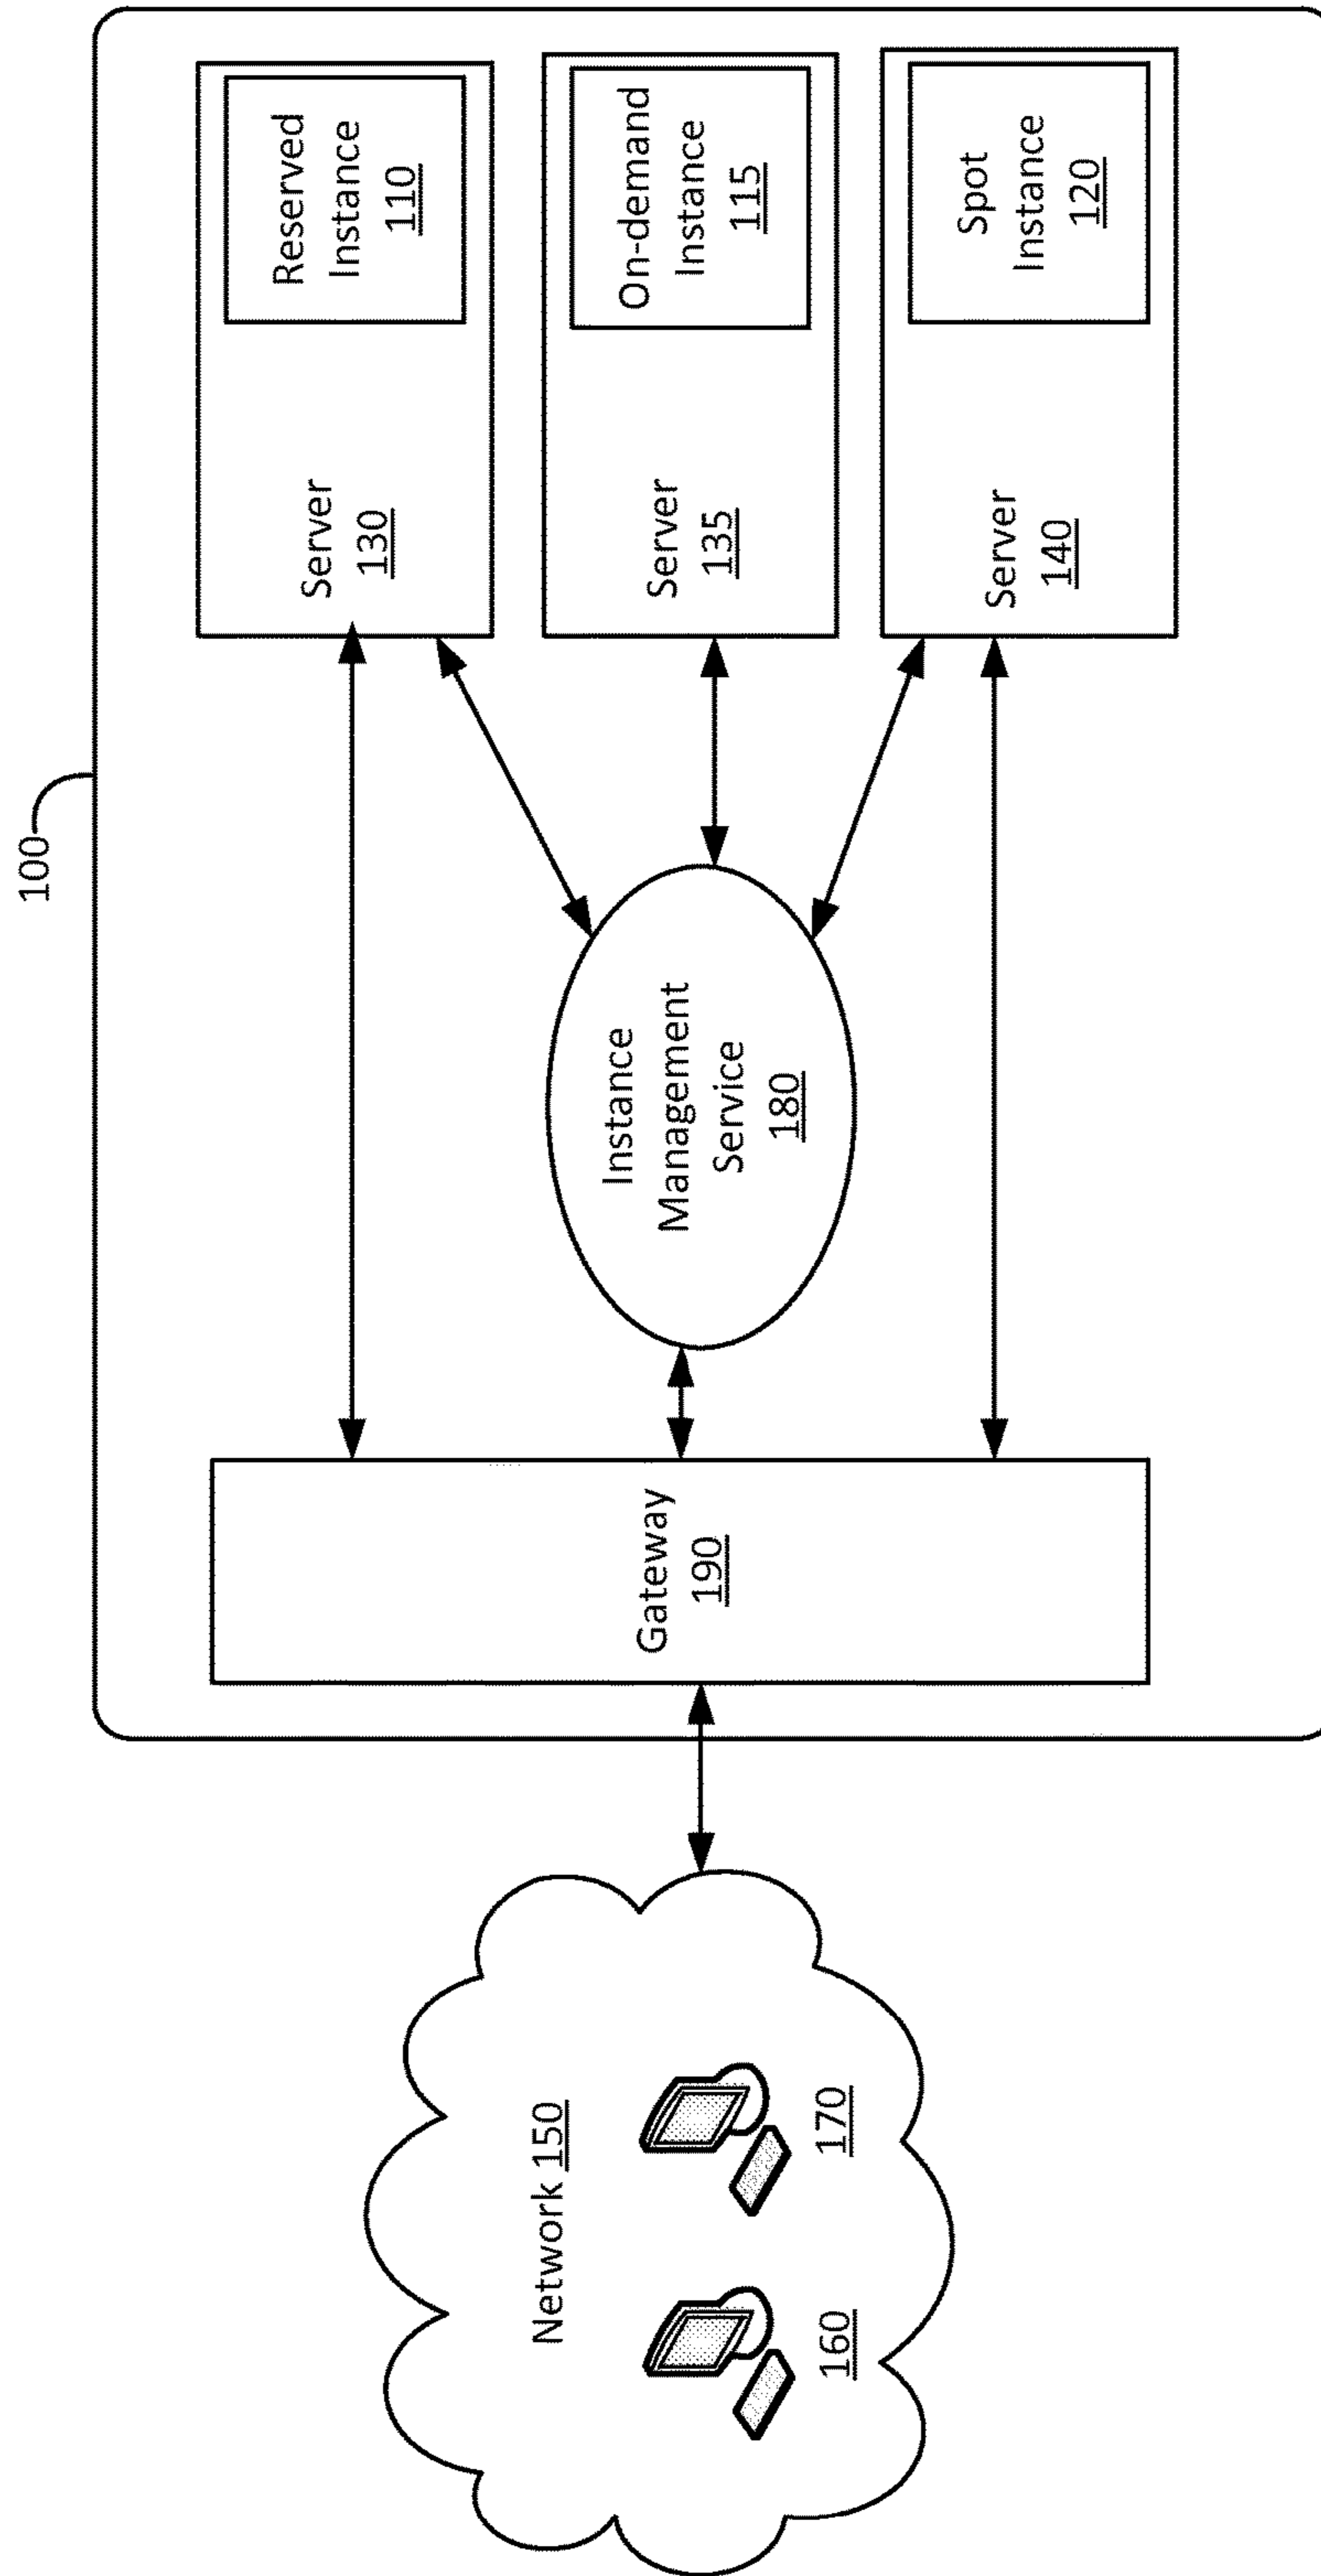 100
Reserved
Instance
110
Server
130
On-demand
Instance
115
Server
135
Spot
Instance
120
Server
140
Instance
Management
Service
180
Gateway
190
Network 150
160
170